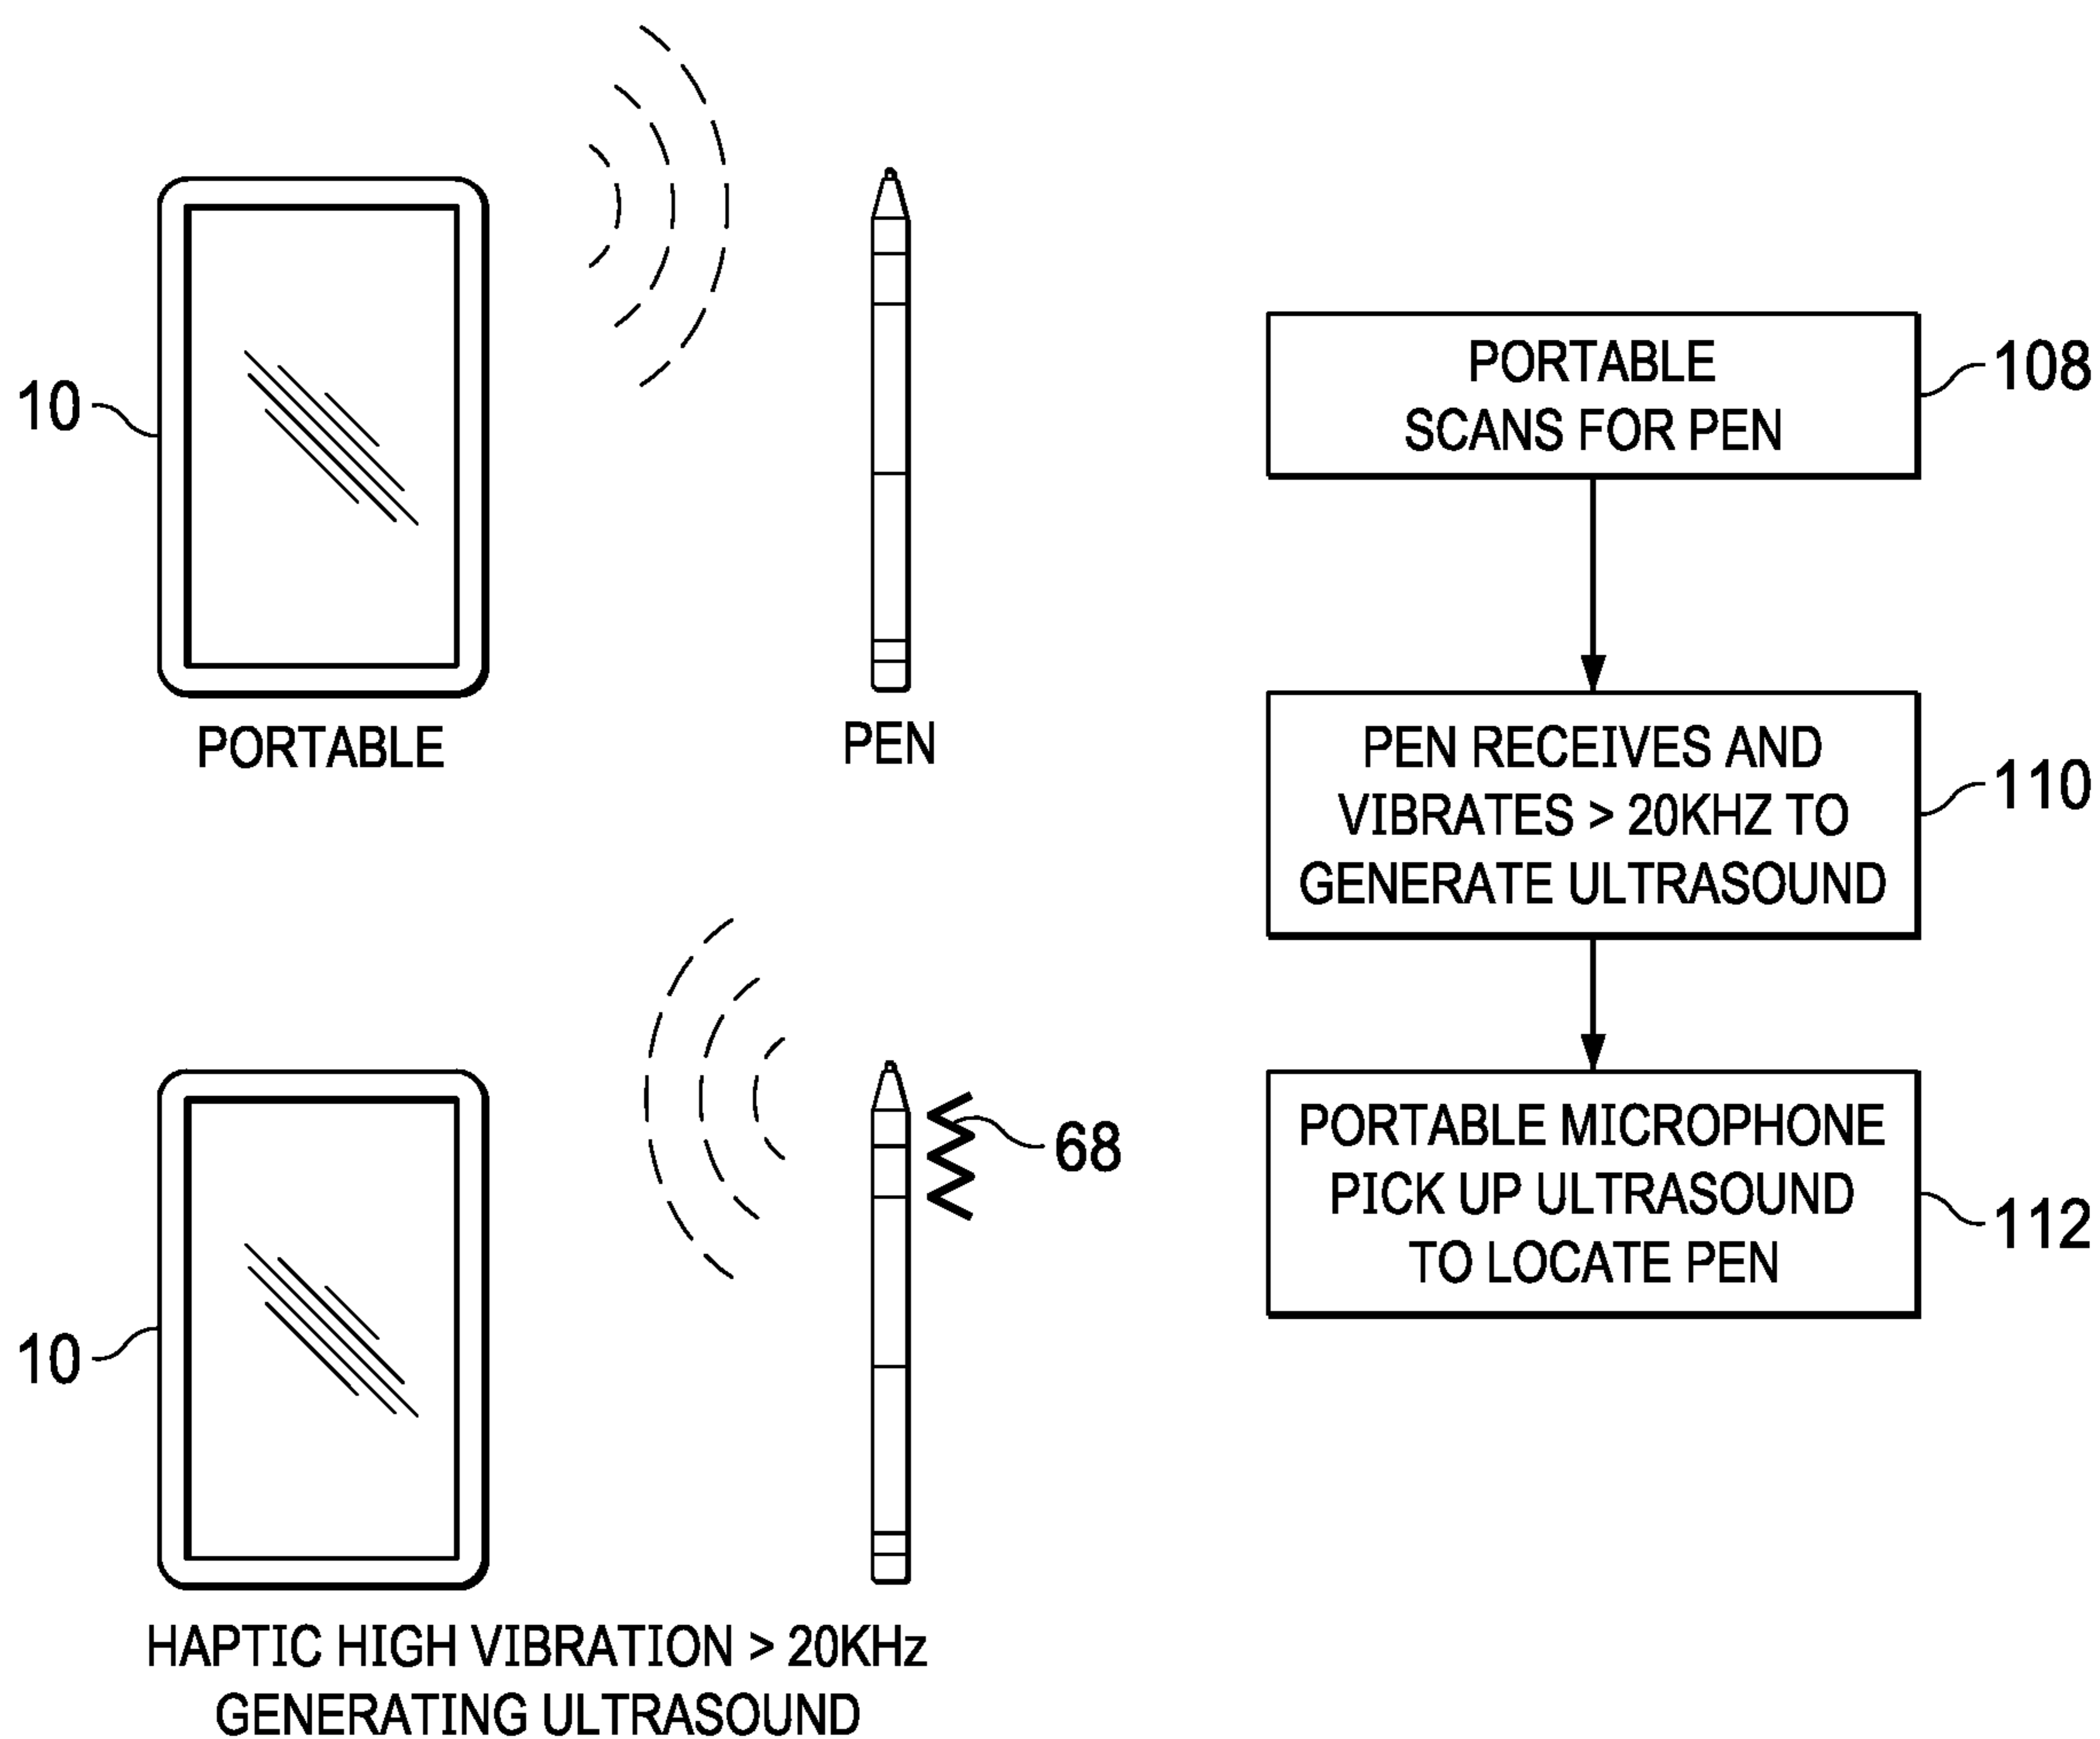 10
PORTABLE
PEN
PORTABLE
SCANS FOR PEN
108
PEN RECEIVES AND
VIBRATES > 20KHZ TO
GENERATE ULTRASOUND
110
PORTABLE MICROPHONE
PICK UP ULTRASOUND
TO LOCATE PEN
112
68
10
HAPTIC HIGH VIBRATION > 20KHz
GENERATING ULTRASOUND